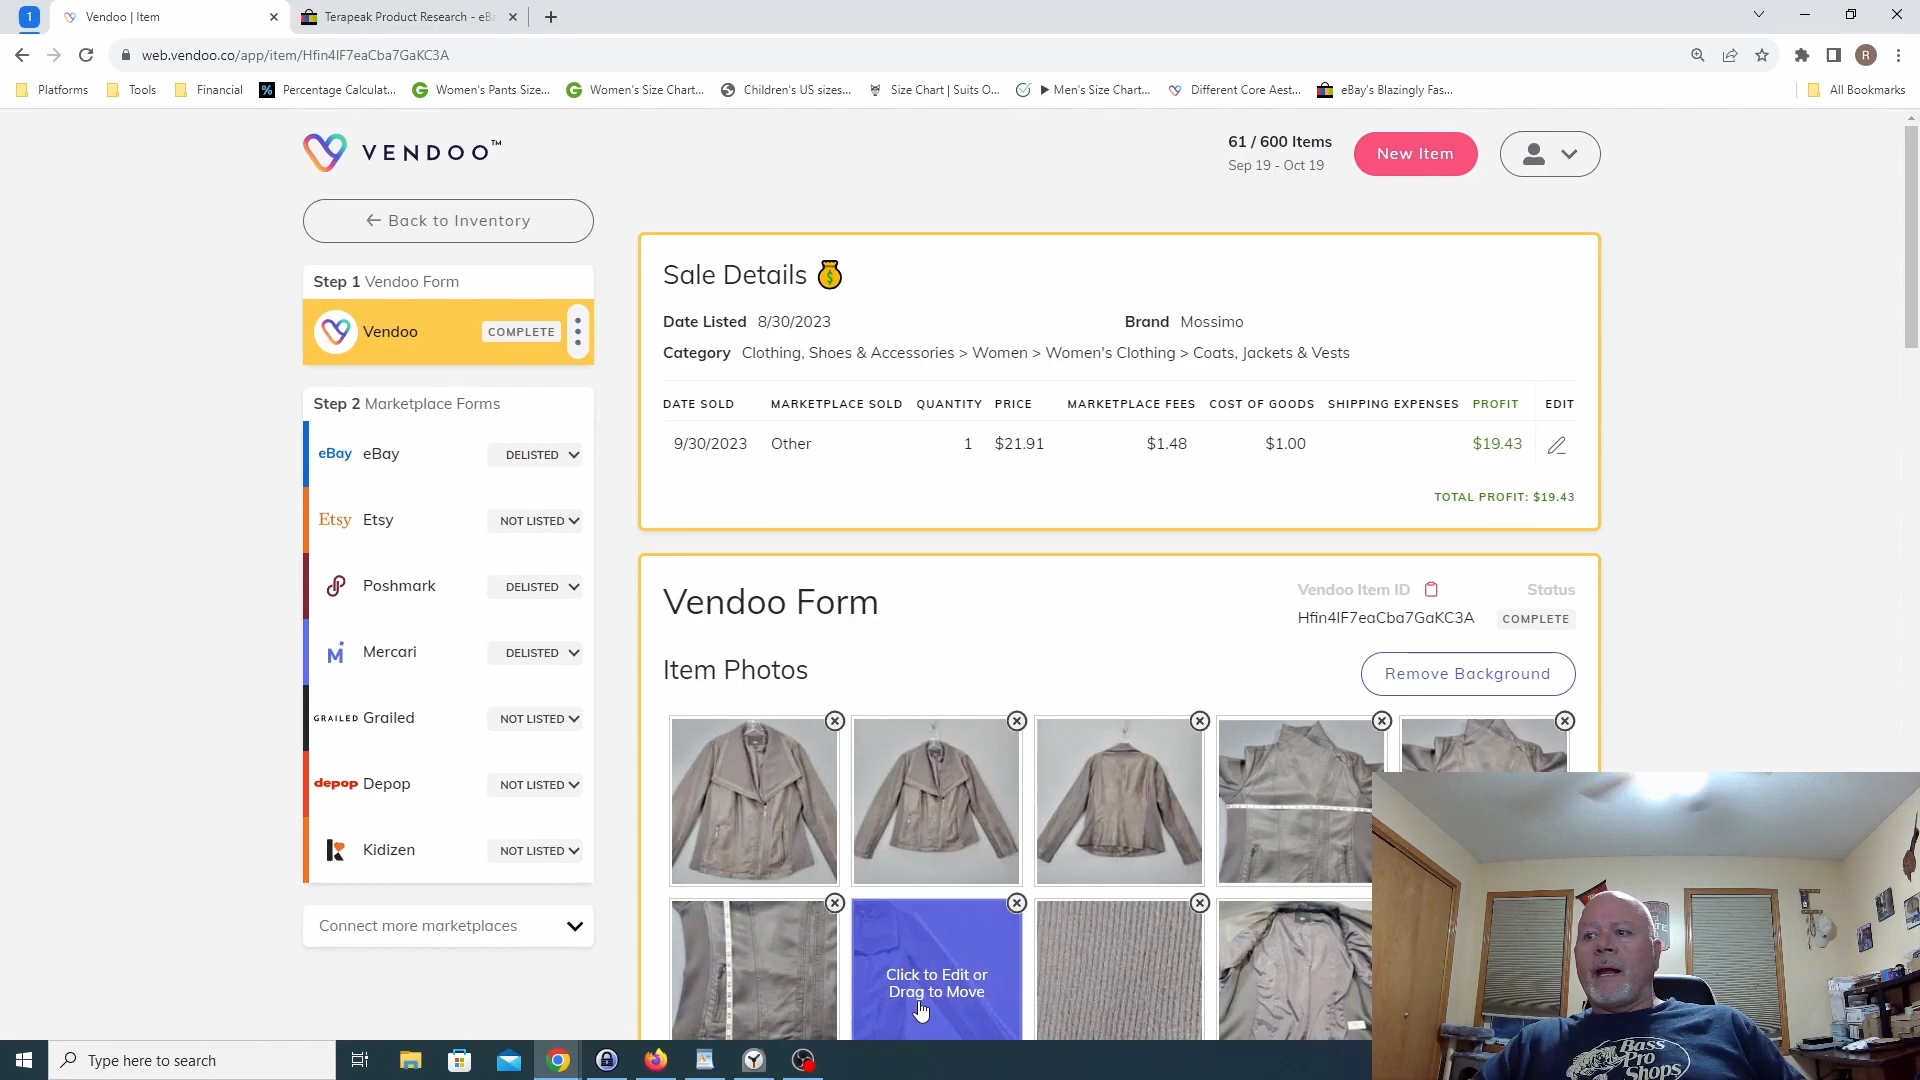 1
Vendoo | Item
Terapeak Product Research - eB
web.vendoo.co/app/item/Hfin4IF7eaCba7GaKC3A
R
Platforms
Tools
Financial
%
Percentage Calculat...
Women's Pants Size...
Women's Size Chart...
Children's US sizes...
Size Chart | Suits O...
▶ Men's Size Chart...
Different Core Aest...
eBay's Blazingly Fas...
All Bookmarks
VENDOO™
61 / 600 Items
Sep 19 - Oct 19
New Item
← Back to Inventory
Step 1 Vendoo Form
Vendoo
COMPLETE
Step 2 Marketplace Forms
eBay eBay DELISTED
Etsy Etsy NOT LISTED
Poshmark DELISTED
Mercari DELISTED
GRAILED Grailed NOT LISTED
depop Depop NOT LISTED
Kidizen NOT LISTED
Connect more marketplaces
Sale Details
Date Listed 8/30/2023
Brand Mossimo
Category Clothing, Shoes & Accessories > Women > Women's Clothing > Coats, Jackets & Vests
DATE SOLD MARKETPLACE SOLD QUANTITY PRICE MARKETPLACE FEES COST OF GOODS SHIPPING EXPENSES PROFIT EDIT
9/30/2023 Other 1 $21.91 $1.48 $1.00 $19.43
TOTAL PROFIT: $19.43
Vendoo Form
Vendoo Item ID
Status
Hfin4IF7eaCba7GaKC3A
COMPLETE
Item Photos
Remove Background
Click to Edit or
Drag to Move
Bass
Pro
Shops
Type here to search